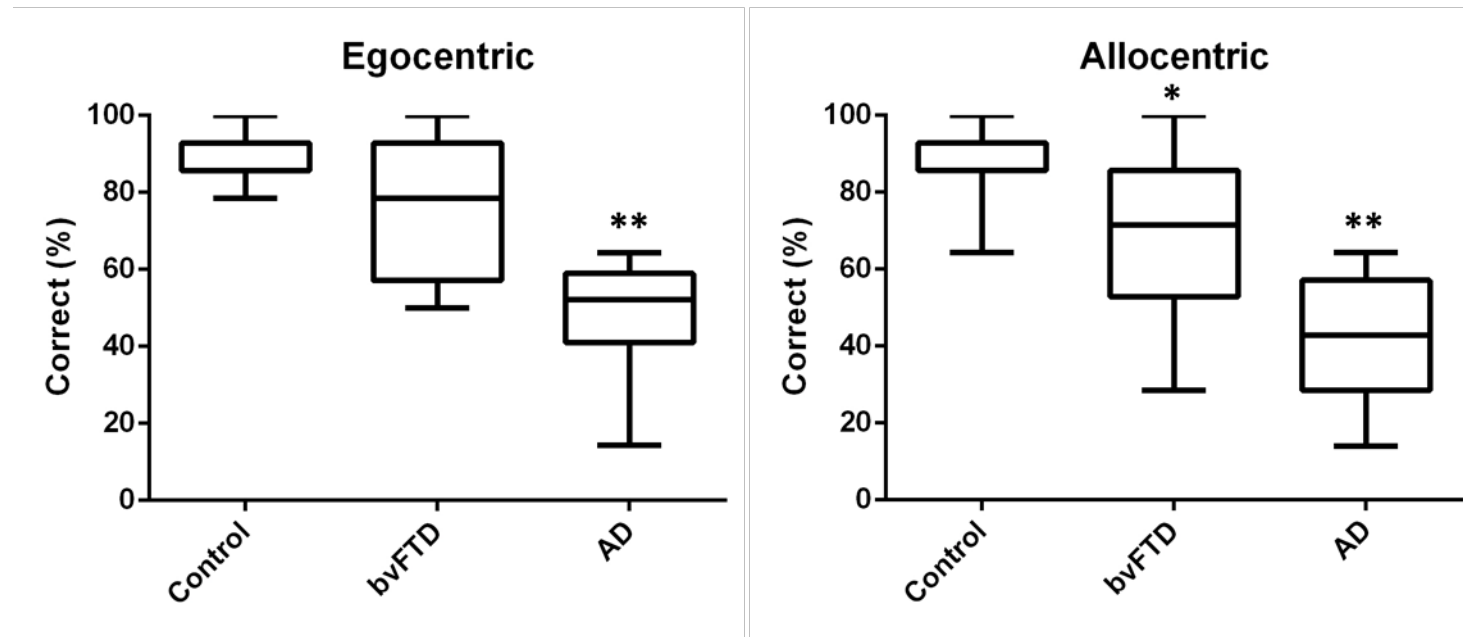 Egocentric
Correct (%)
100
80
60
40
20
0
**
Control
bvFTD
AD
Allocentric
Correct (%)
100
80
60
40
20
0
*
**
Control
bvFTD
AD